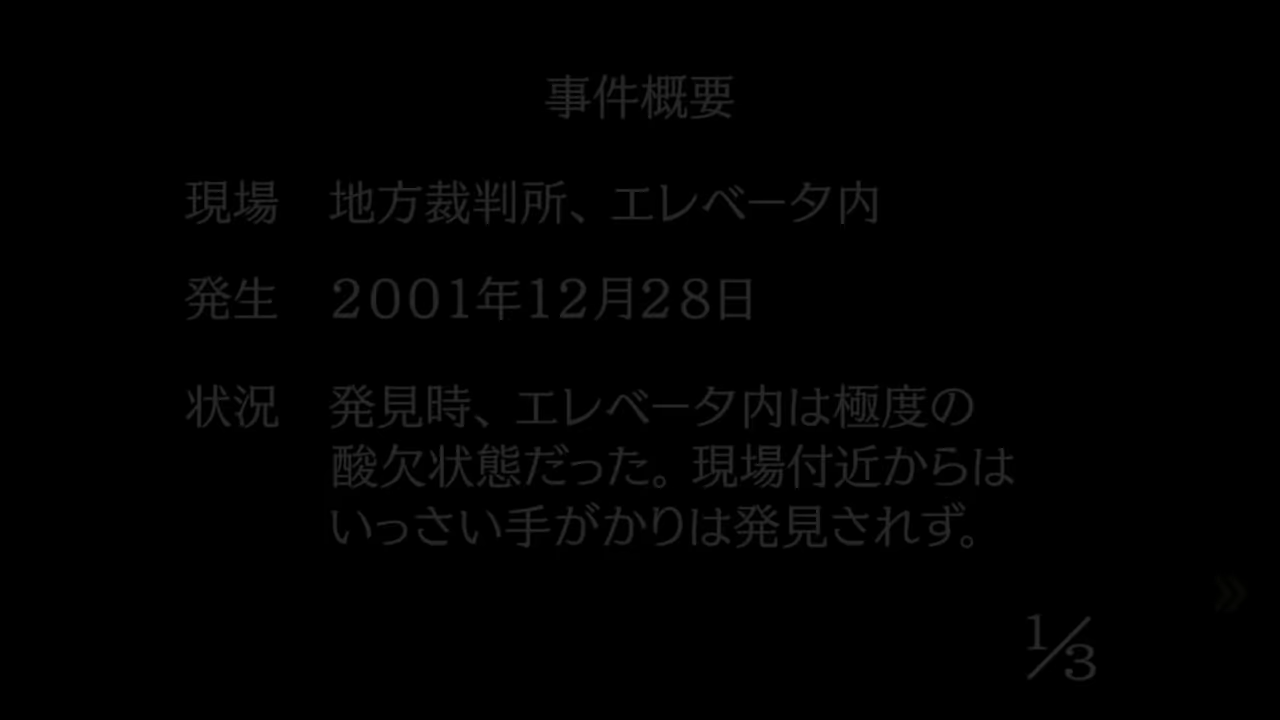 事件概要
現場 地方裁判所、エレベータ内
発生 2001年12月28日
状況 発見時、エレベータ内は極度の
酸欠状態だった。現場付近からは
いっさい手がかりは発見されず。
»
1/3